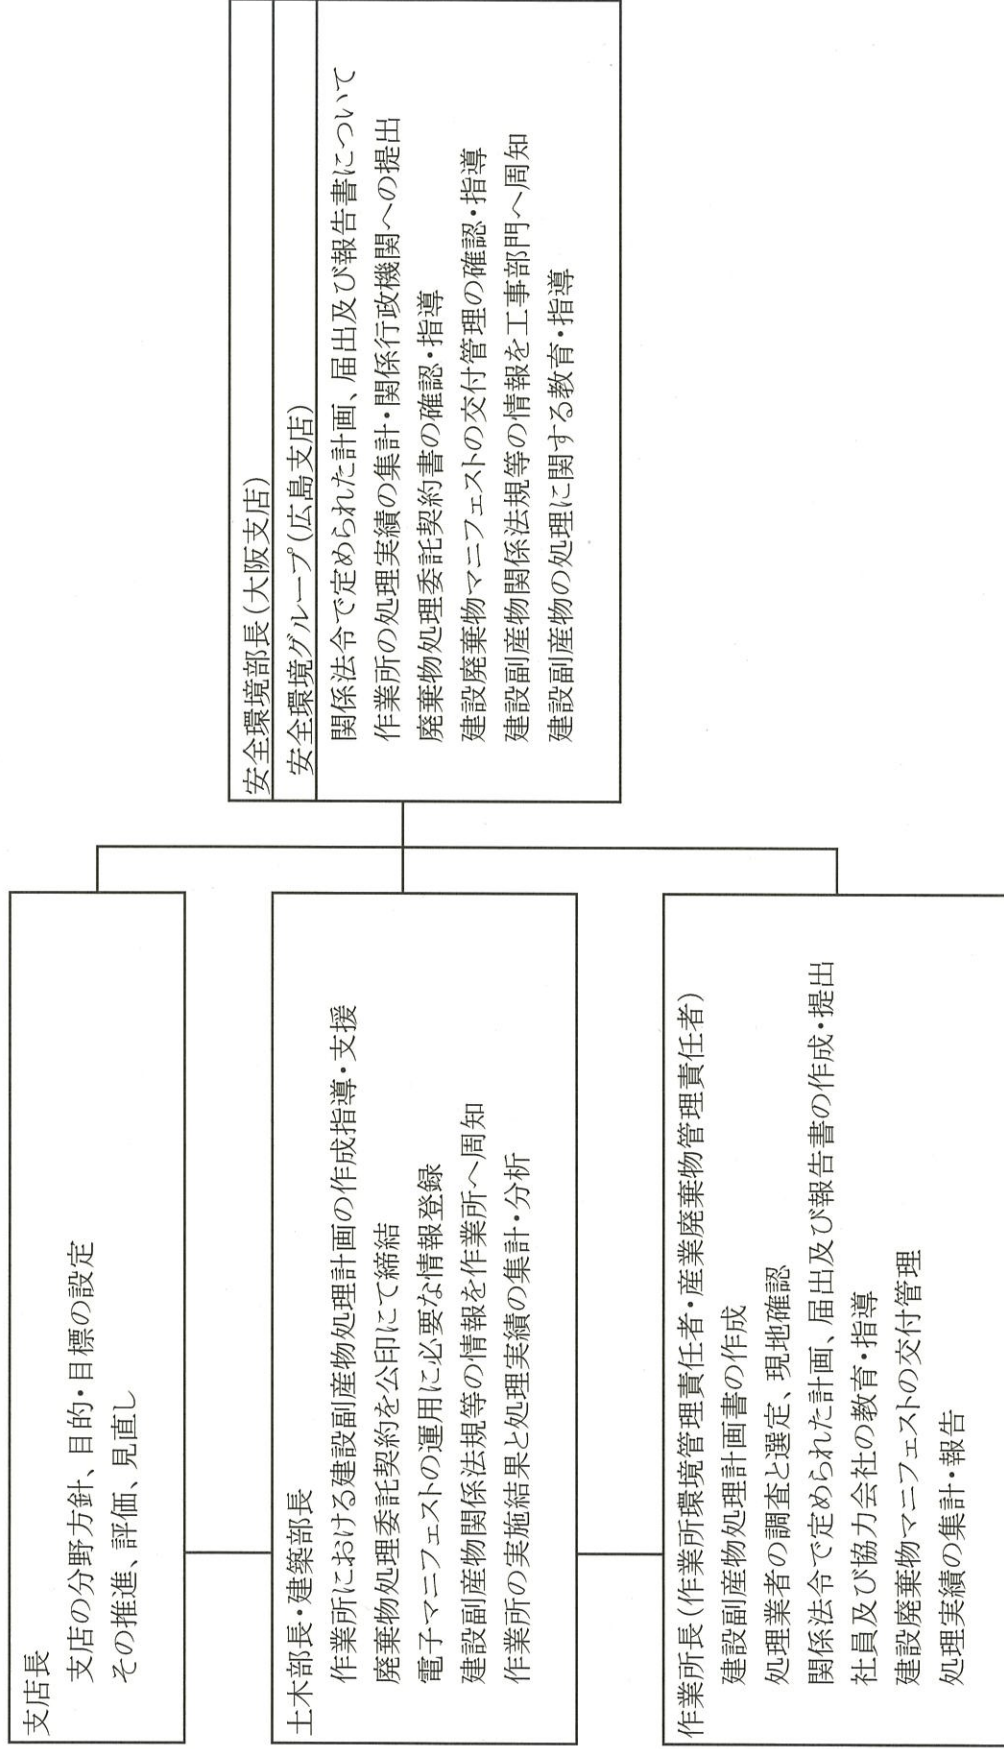 支店長
支店の分野方針、目的・目標の設定
その推進、評価、見直し
土木部長・建築部長
作業所における建設副産物処理計画の作成指導・支援
廃棄物処理委託契約を公印にて締結
電子マニフェストの運用に必要な情報登録
建設副産物関係法規等の情報を作業所へ周知
作業所の実施結果と処理実績の集計・分析
作業所長(作業所環境管理責任者・産業廃棄物管理責任者)
建設副産物処理計画書の作成
処理業者の調査と選定、現地確認
関係法令で定められた計画、届出及び報告書の作成・提出
社員及び協力会社の教育・指導
建設廃棄物マニフェストの交付管理
処理実績の集計・報告
安全環境部長(大阪支店)
安全環境グループ(広島支店)
関係法令で定められた計画、届出及び報告書について
作業所の処理実績の集計・関係行政機関への提出
廃棄物処理委託契約書の確認・指導
建設廃棄物マニフェストの交付管理の確認・指導
建設副産物関係法規等の情報を工事部門へ周知
建設副産物の処理に関する教育・指導